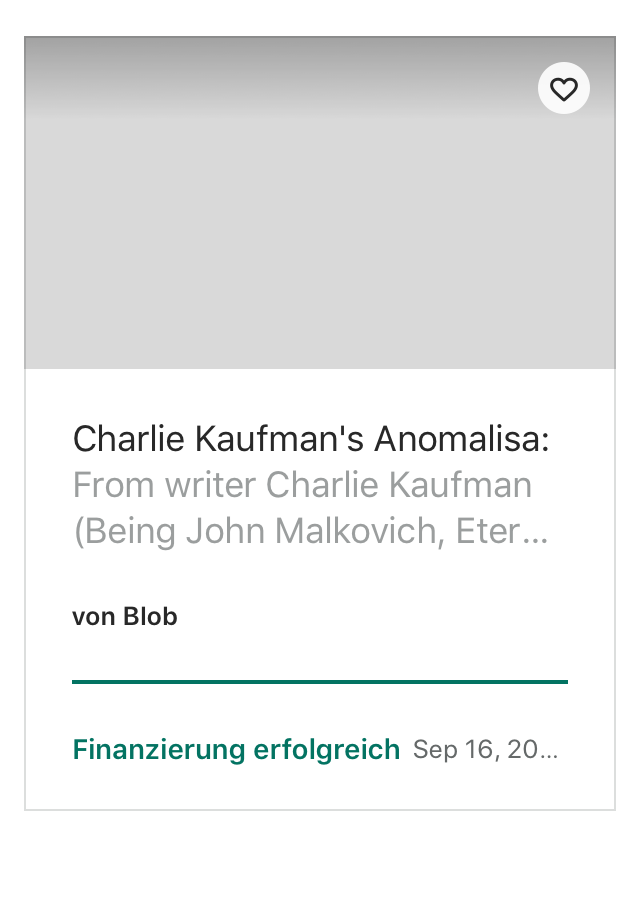 Charlie Kaufman's Anomalisa:
From writer Charlie Kaufman
(Being John Malkovich, Eter…
von Blob
Finanzierung erfolgreich Sep 16, 20…